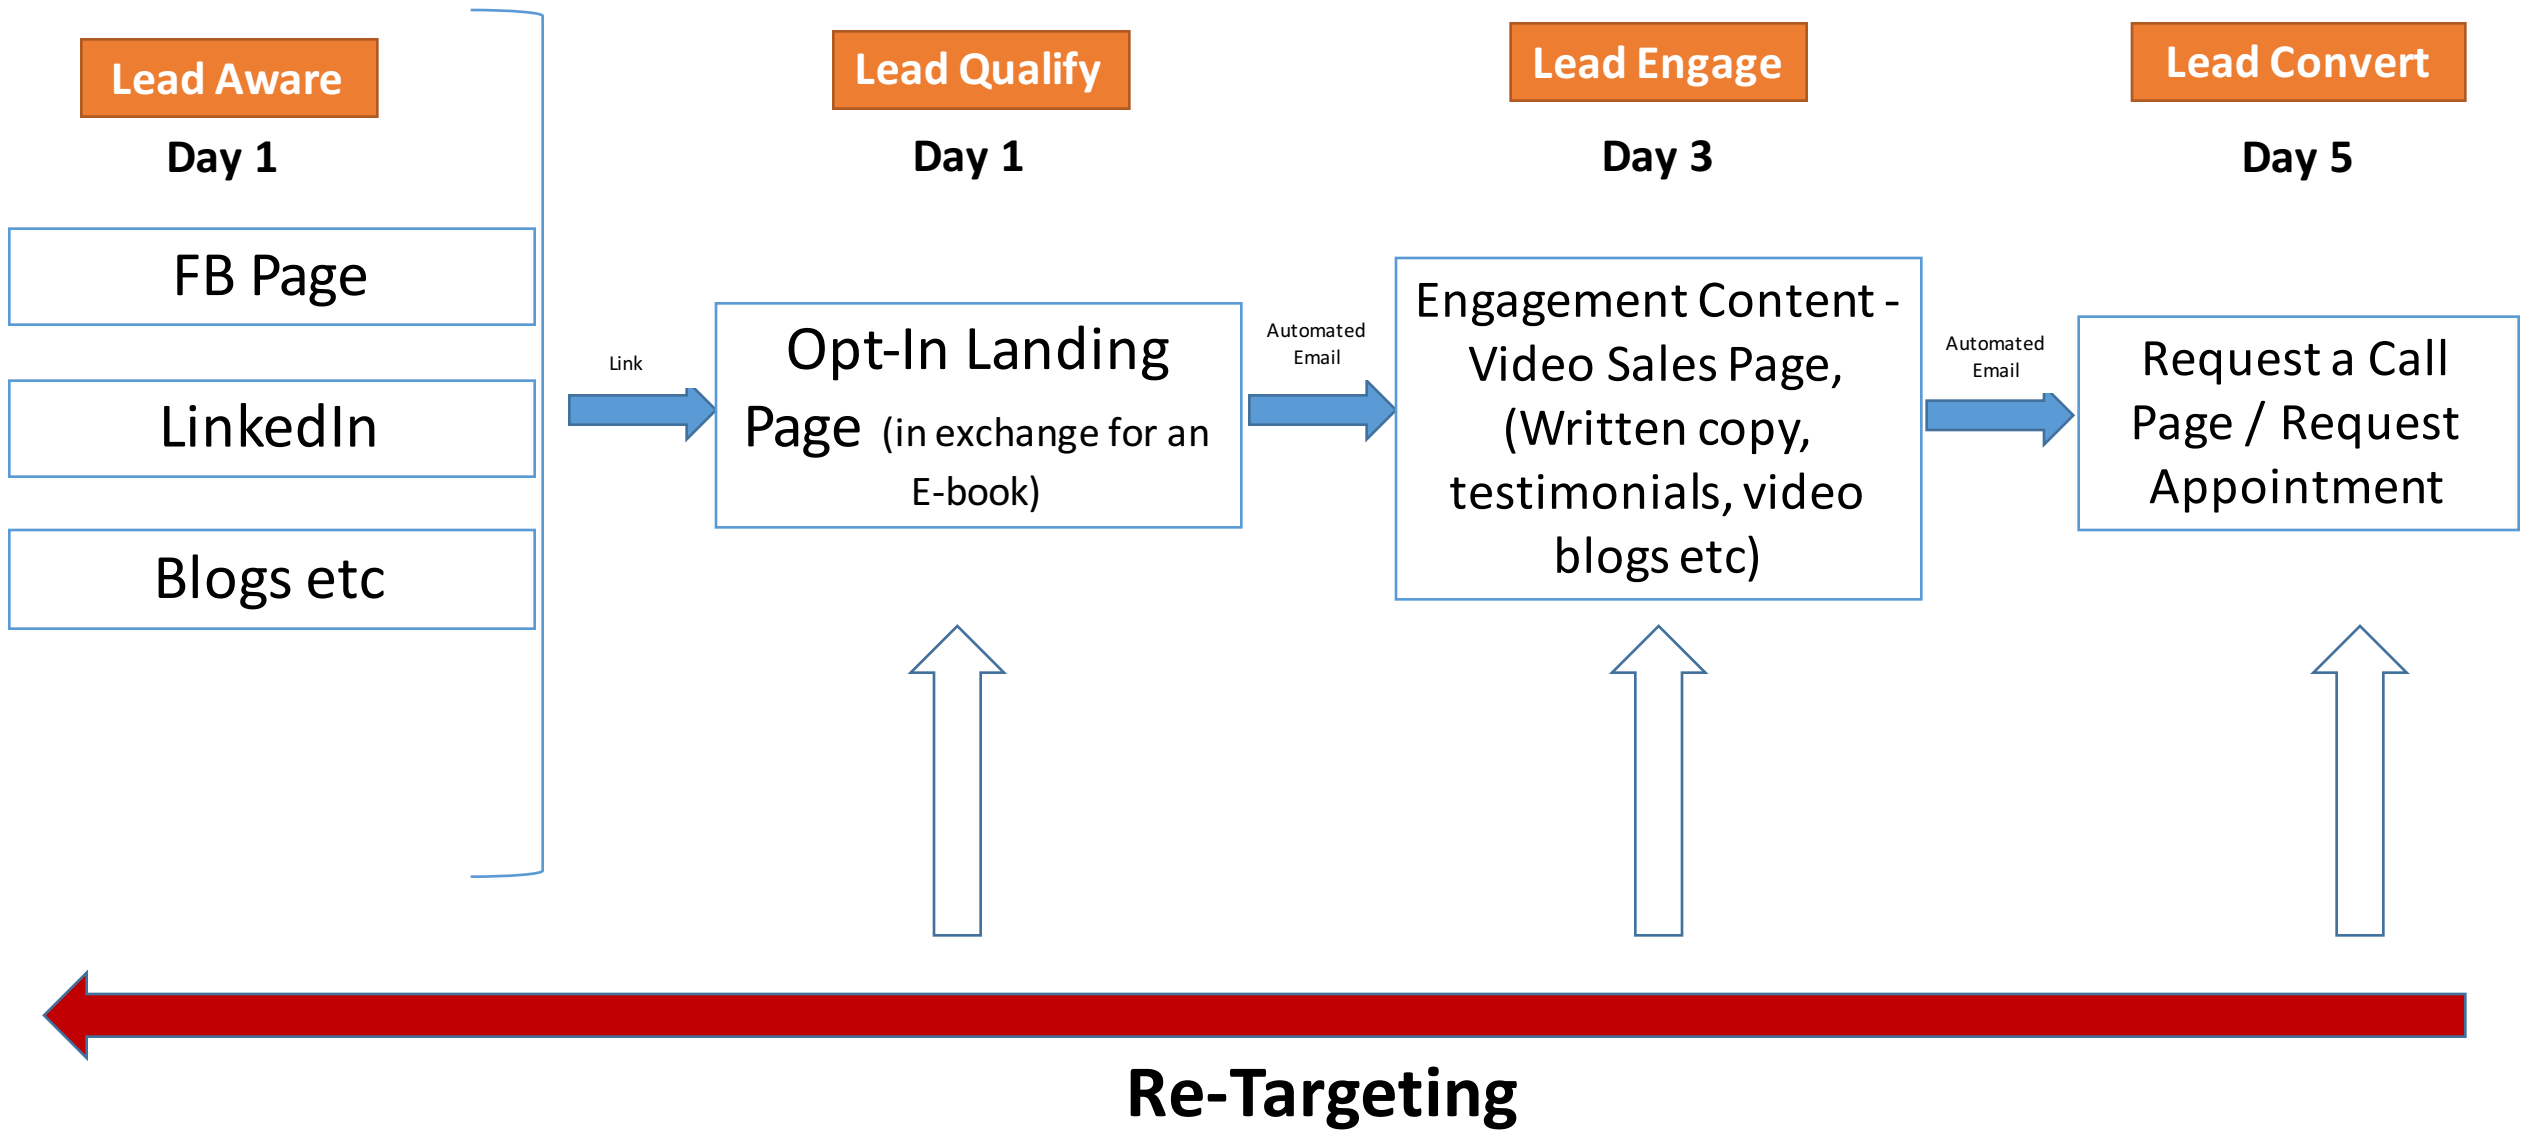 Lead Aware
Day 1
FB Page
LinkedIn
Blogs etc
Link
Lead Qualify
Day 1
Opt-In Landing
Page (in exchange for an
E-book)
Automated
Email
Lead Engage
Day 3
Engagement Content -
Video Sales Page,
(Written copy,
testimonials, video
blogs etc)
Automated
Email
Lead Convert
Day 5
Request a Call
Page / Request
Appointment
Re-Targeting